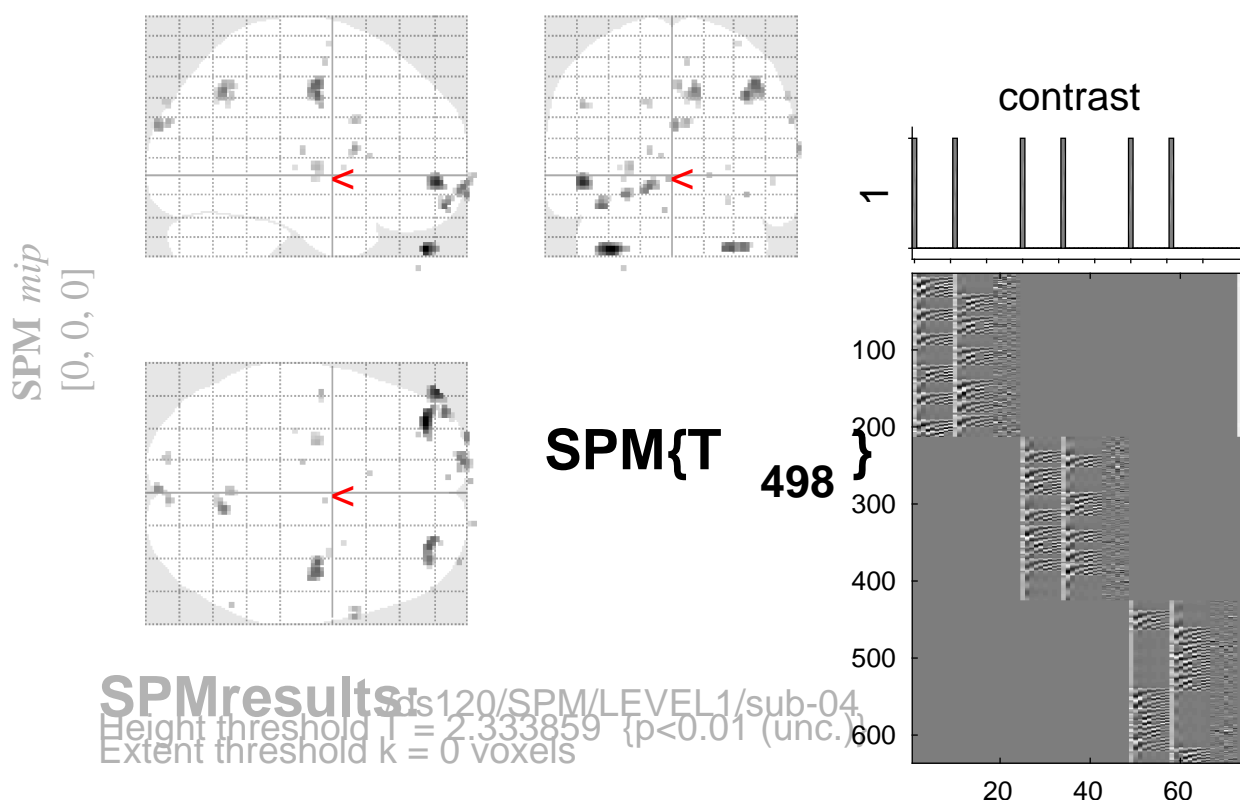 SPM mip
[0, 0, 0]
<
<
<
SPM{T 498 }
SPMresults: /ds120/SPM/LEVEL1/sub-04
Height threshold T = 2.333859 {p<0.01 (unc.)}
Extent threshold k = 0 voxels
contrast
1
100
200
300
400
500
600
20 40 60